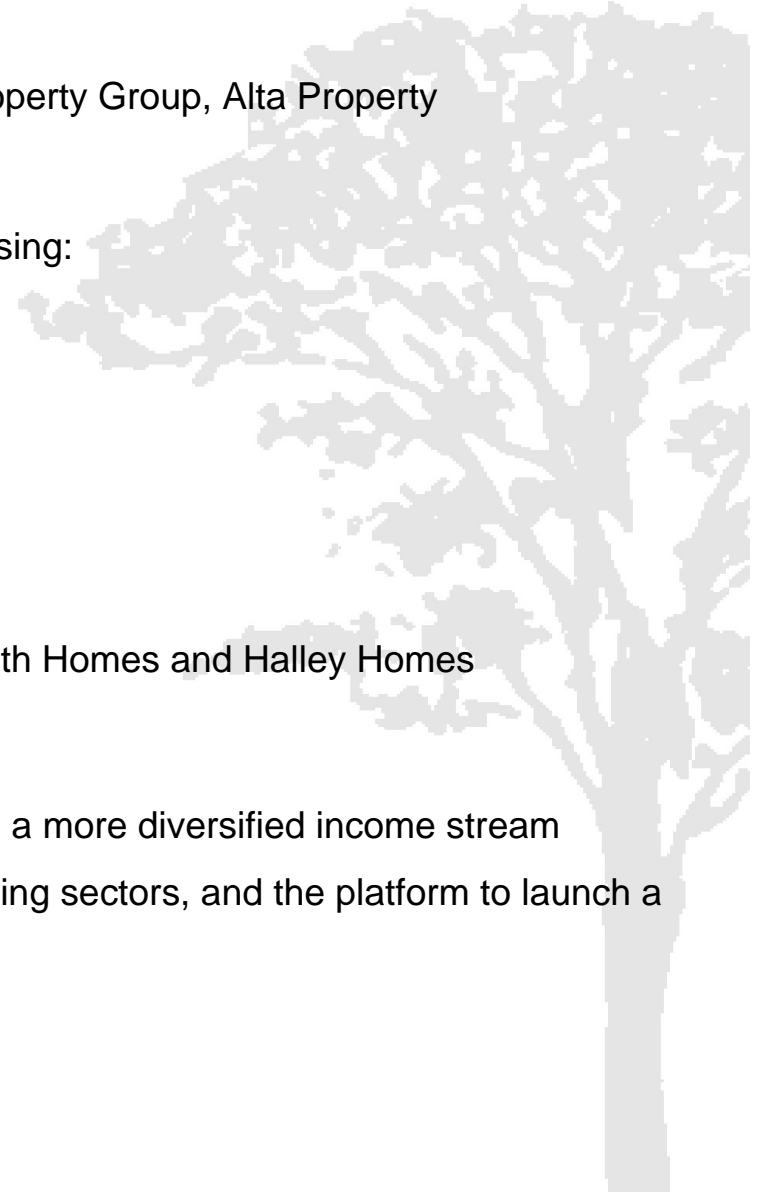 operty Group, Alta Property
sing:
th Homes and Halley Homes
a more diversified income stream
ing sectors, and the platform to launch a